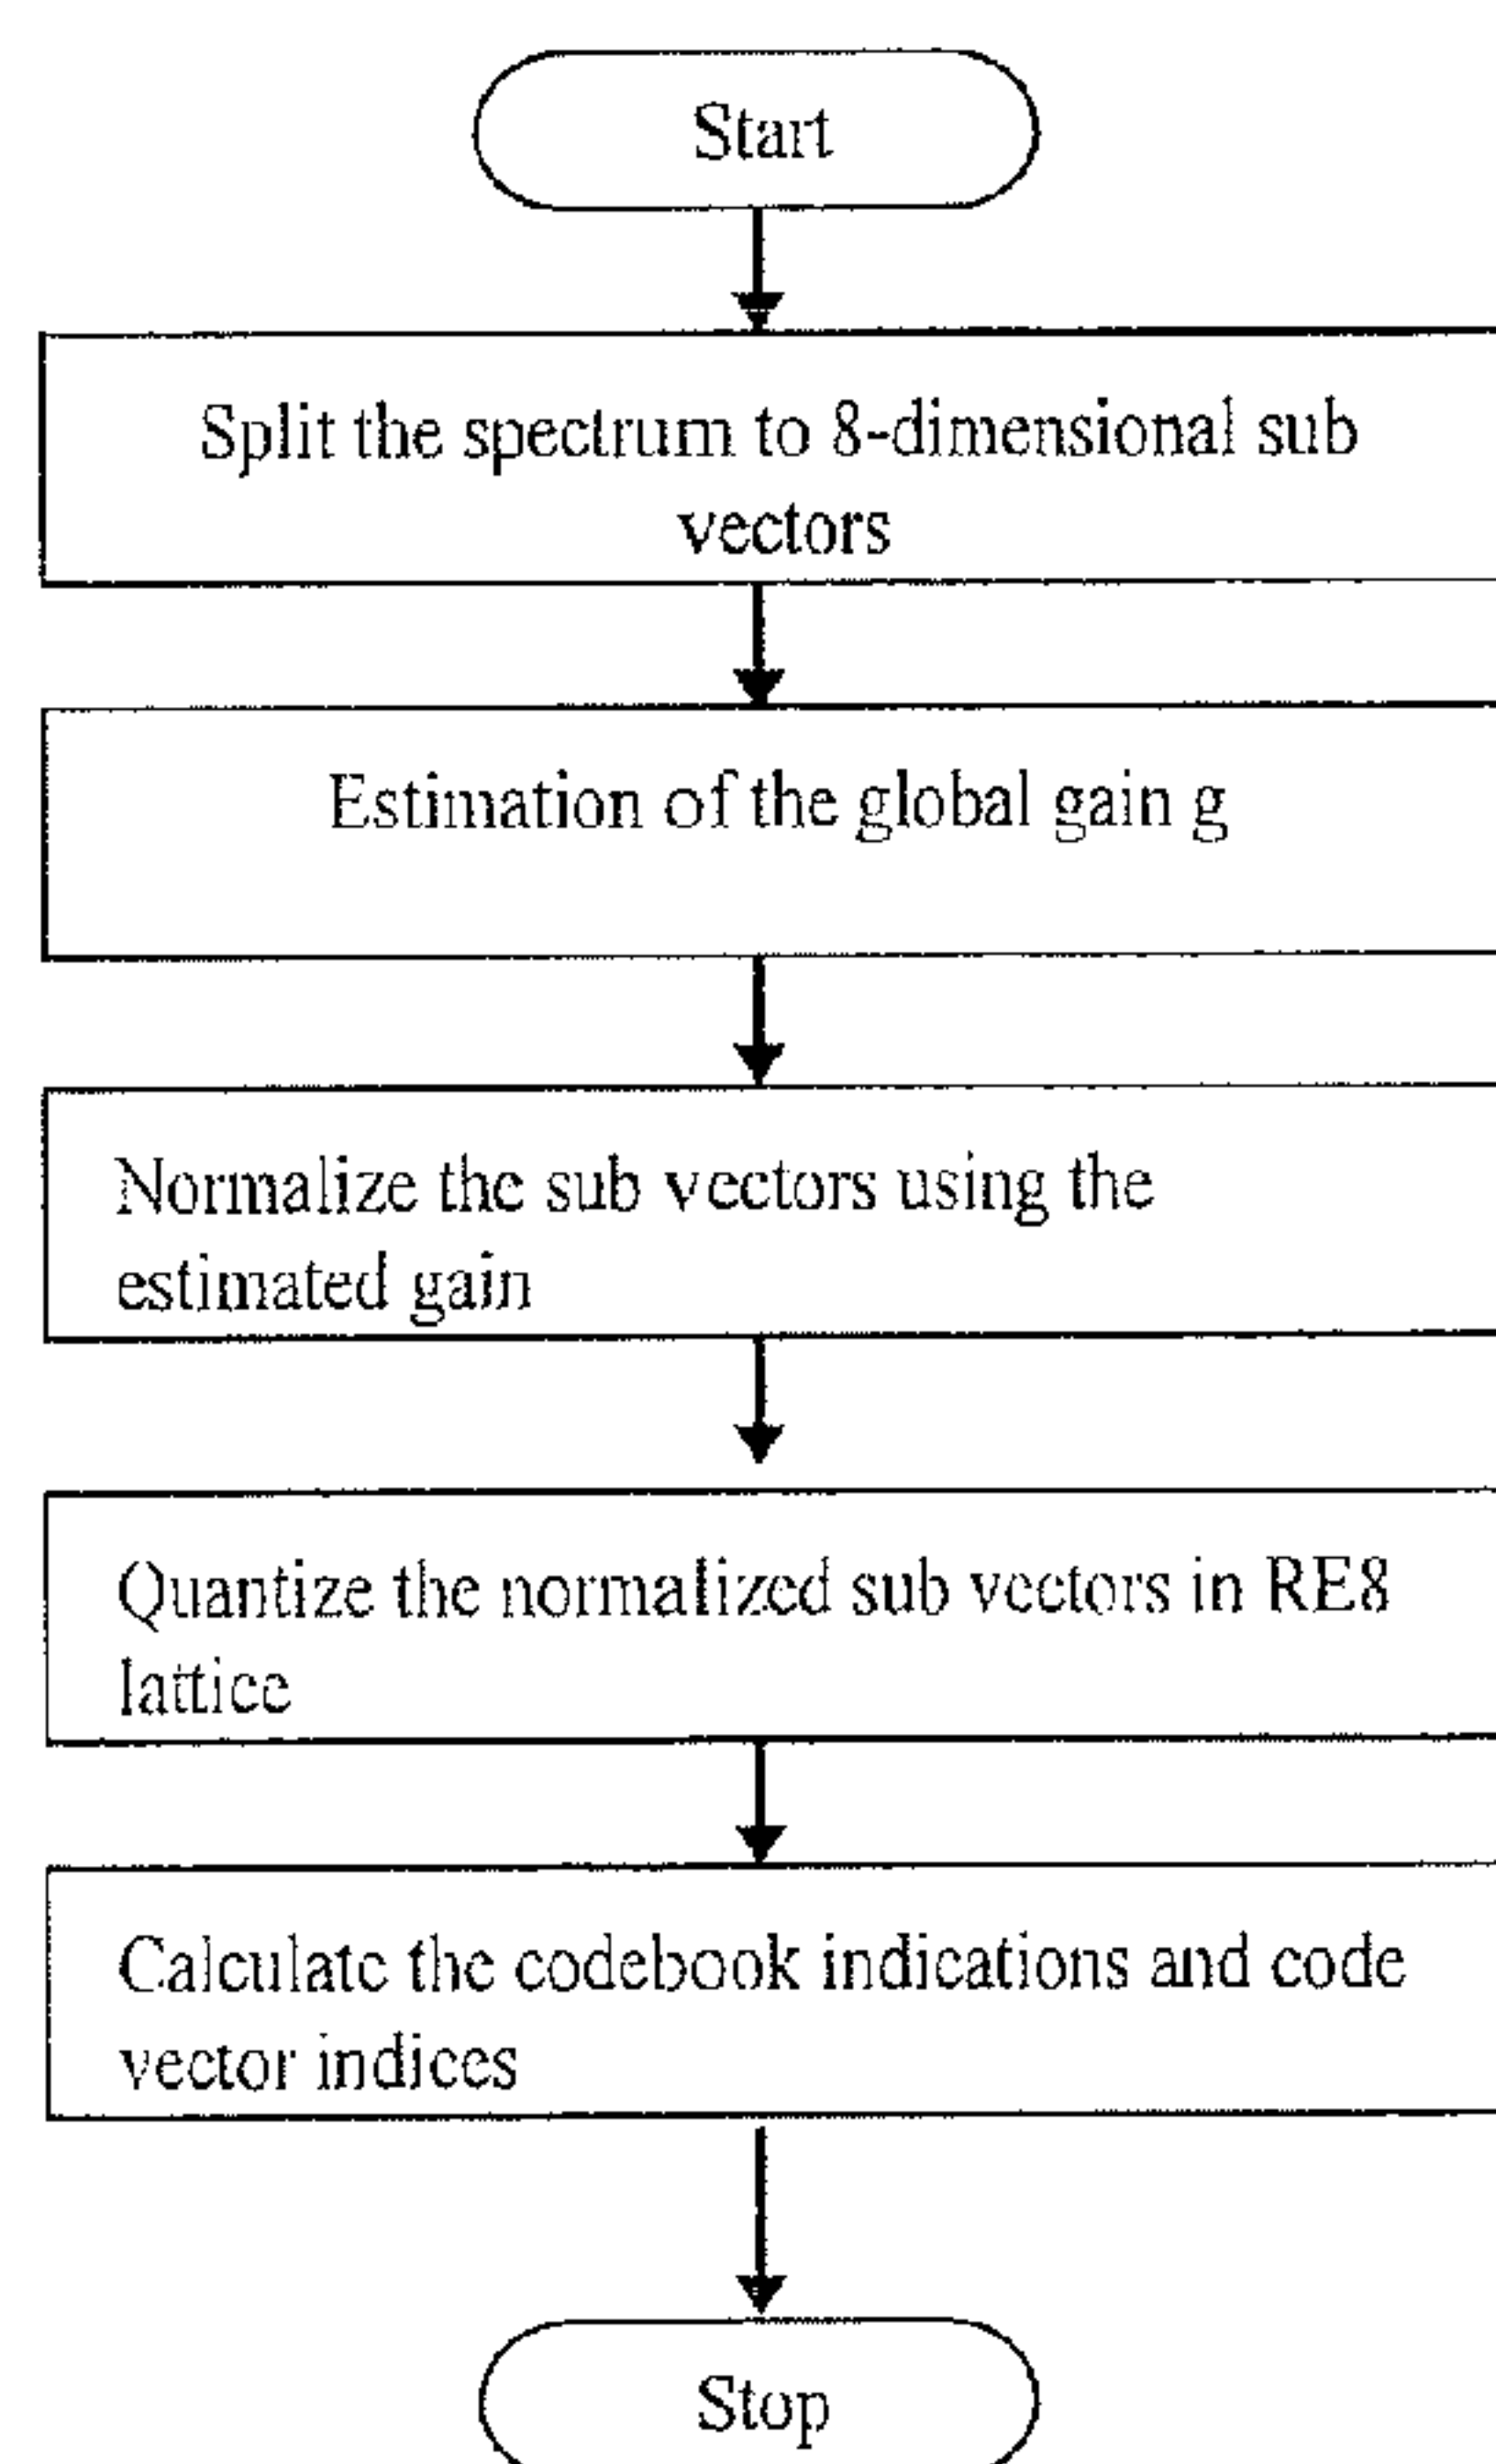 Start
Split the spectrum to 8-dimensional sub
vectors
Estimation of the global gain g
Normalize the sub vectors using the
estimated gain
Quantize the normalized sub vectors in RE8
lattice
Calculate the codebook indications and code
vector indices
Stop